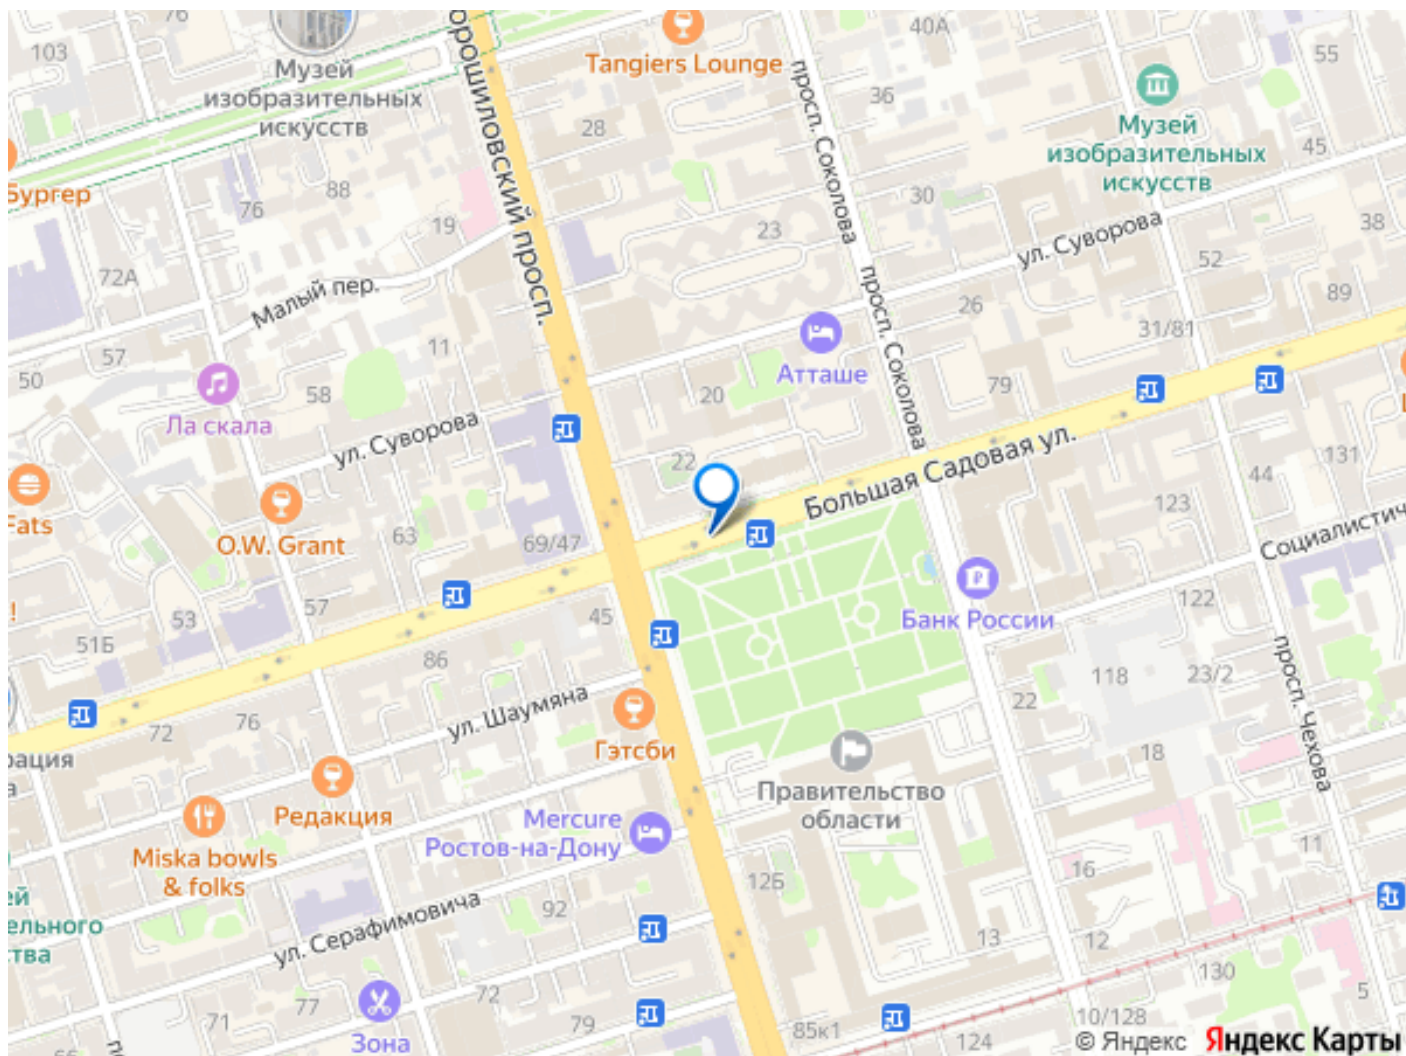 103
76
Музей
изобразительных
искусств
Tangiers Lounge
40А
55
просп. Соколова
36
Музей
изобразительных
искусств
45
28
Бургер
88
76
19
30
38
23
ул. Суворова
52
72А
Малый пер.
просп.
просп. Соколова
26
89
31/81
57
11
50
58
Атташе
79
20
Ла скала
ул. Суворова
22
Большая Садовая ул.
44
131
Fats
O.W. Grant
63
69/47
123
53
57
45
Банк России
122
51Б
86
118
23/2
просп. Чехова
22
72
76
ул. Шаумяна
Гэтсби
18
Правительство
области
Редакция
Mercure
Ростов-на-Дону
Miska bowls
& folks
11
16
125
ул. Серафимовича
92
13
12
130
77
72
71
79
Зона
85к1
124
10/128
5
© Яндекс Яндекс Карты